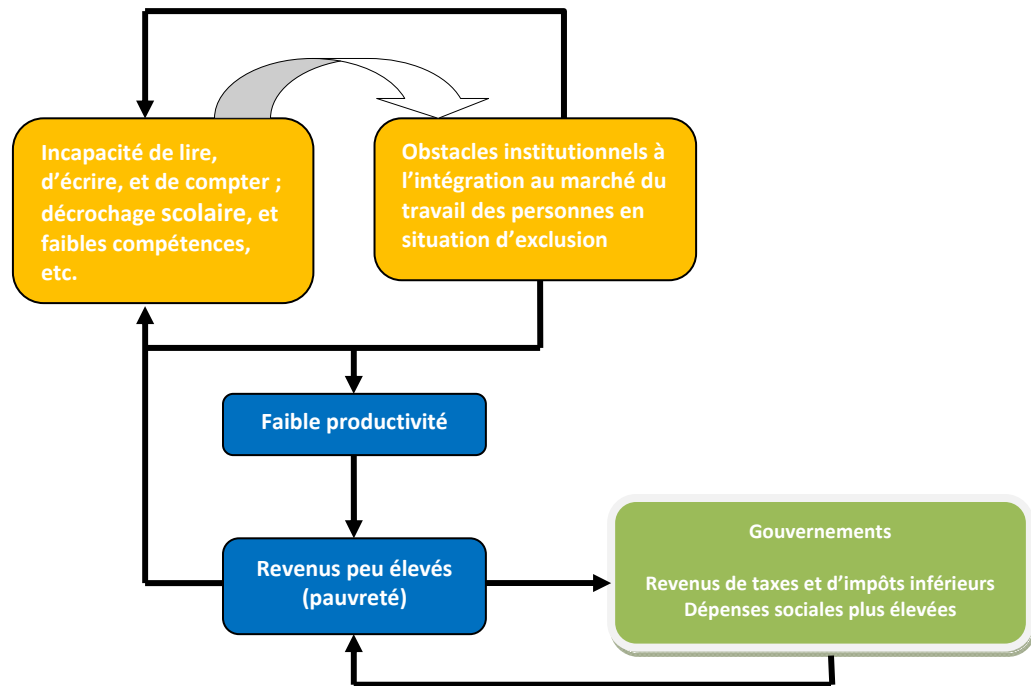 Incapacité de lire,
d’écrire, et de compter ;
décrochage scolaire, et
faibles compétences,
etc.
Obstacles institutionnels à
l’intégration au marché du
travail des personnes en
situation d’exclusion
Faible productivité
Revenus peu élevés
(pauvreté)
Gouvernements
Revenus de taxes et d’impôts inférieurs
Dépenses sociales plus élevées